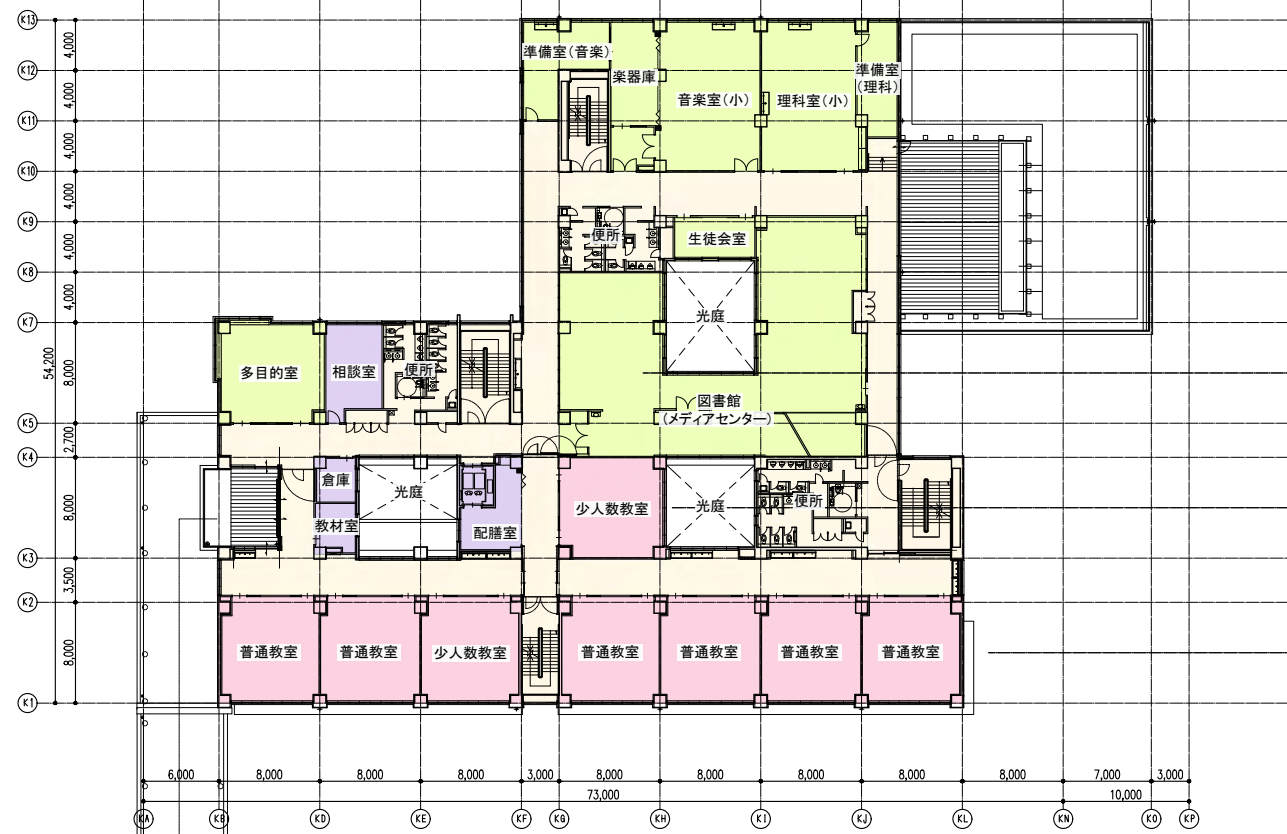 K13
4,000
準備室(音楽)
楽器庫
準備室
(理科)
K12
音楽室(小)
理科室(小)
4,000
K11
4,000
K10
4,000
K9
便所
生徒会室
4,000
K8
4,000
光庭
K7
54,200
8,000
多目的室
相談室
便所
図書館
(メディアセンター)
K5
2,700
K4
倉庫
光庭
8,000
教材室
配膳室
少人数教室
光庭
便所
K3
3,500
K2
8,000
普通教室
普通教室
少人数教室
普通教室
普通教室
普通教室
普通教室
K1
6,000
8,000
8,000
8,000
3,000
8,000
8,000
8,000
8,000
8,000
7,000
3,000
73,000
10,000
KA
KB
KD
KE
KF
KG
KH
KI
KJ
KL
KN
KO
KP